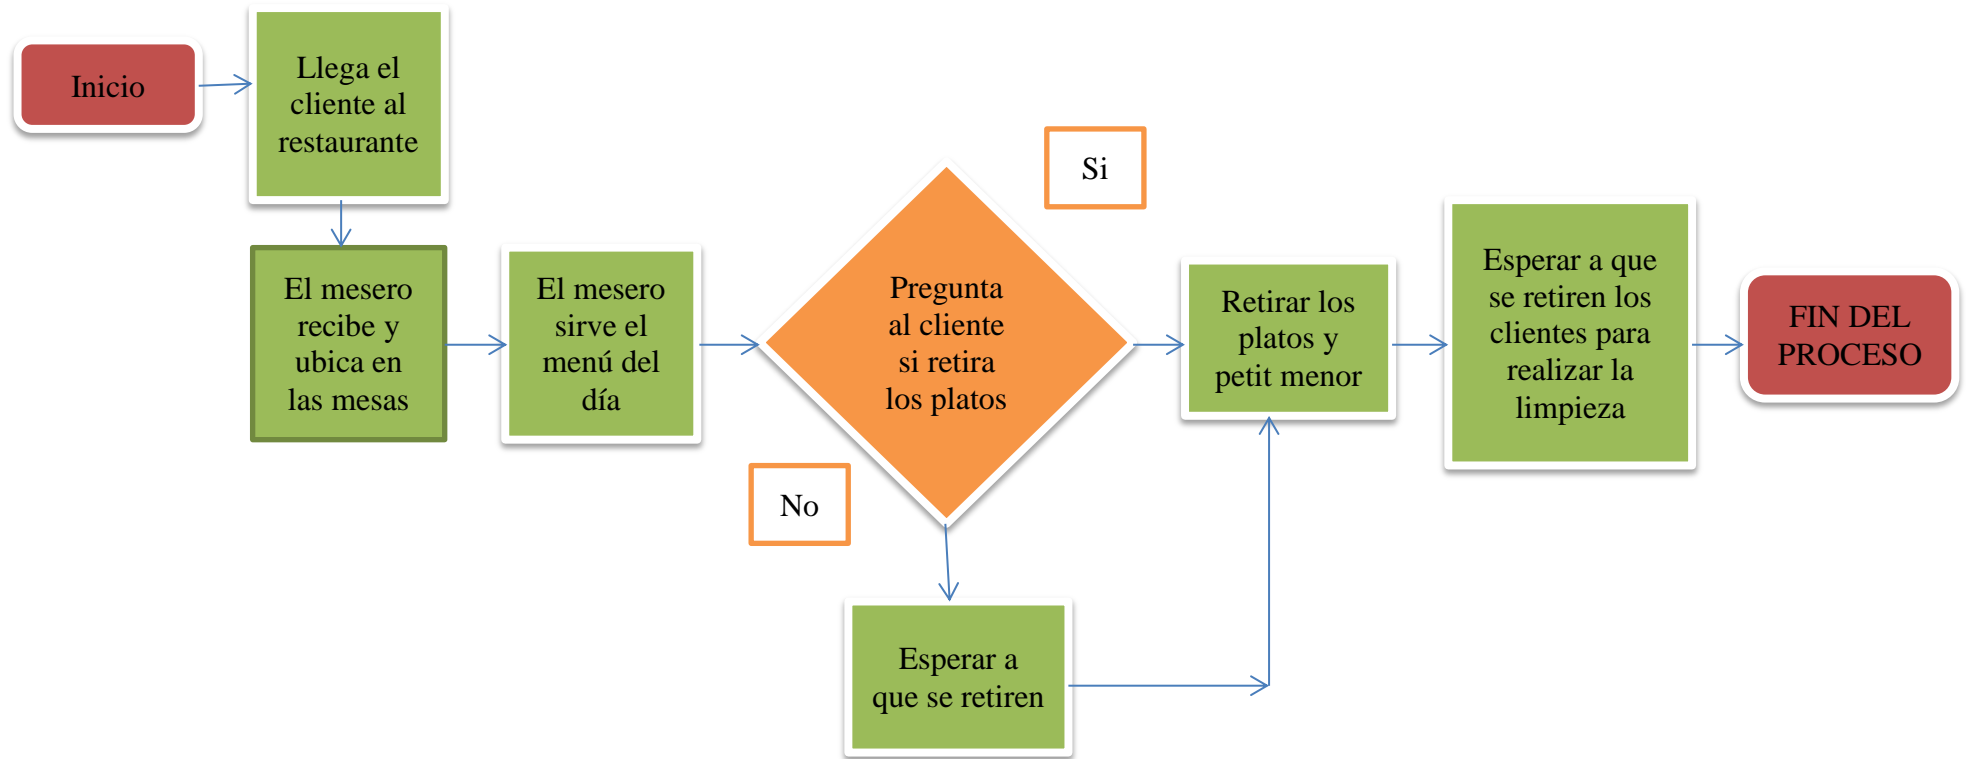 Inicio
Llega el
cliente al
restaurante
El mesero
recibe y
ubica en
las mesas
El mesero
sirve el
menú del
día
Pregunta
al cliente
si retira
los platos
Si
No
Esperar a
que se retiren
Retirar los
platos y
petit menor
Esperar a que
se retiren los
clientes para
realizar la
limpieza
FIN DEL
PROCESO